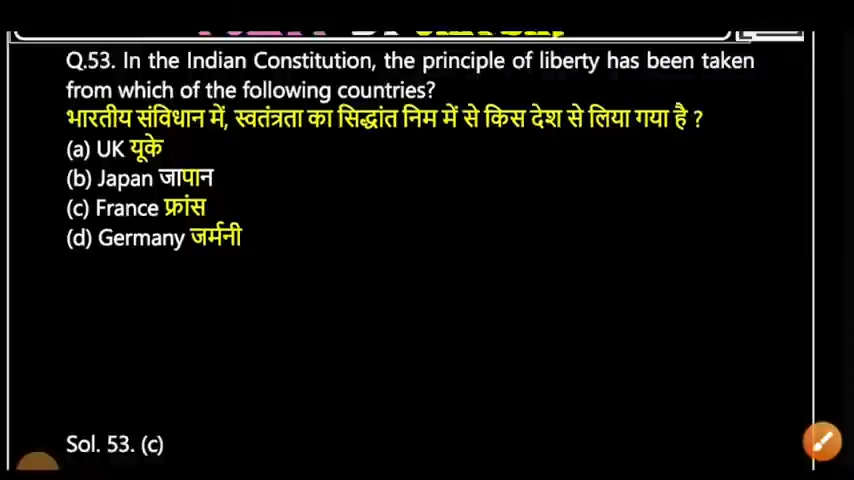 Q.53. In the Indian Constitution, the principle of liberty has been taken
from which of the following countries?
भारतीय संविधान में, स्वतंत्रता का सिद्धांत निम में से किस देश से लिया गया है ?
(a) UK यूके
(b) Japan जापान
(c) France फ्रांस
(d) Germany जर्मनी
Sol. 53. (c)